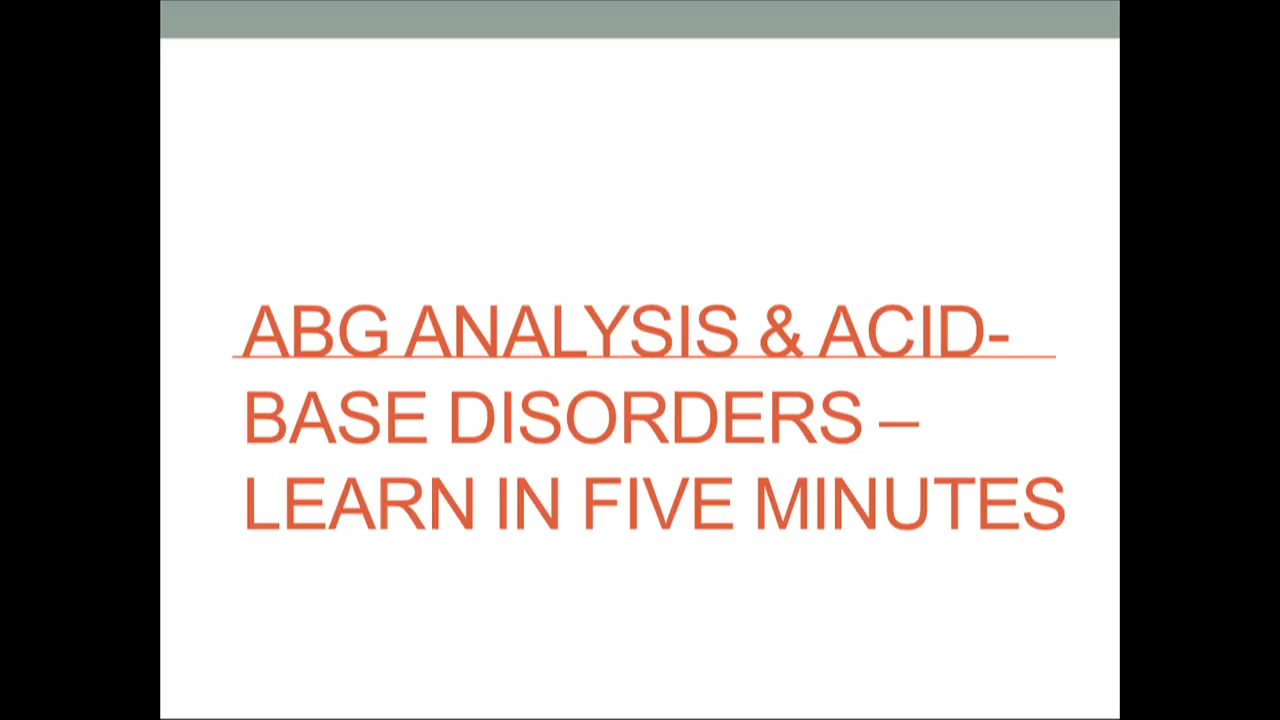 ABG ANALYSIS & ACID-
BASE DISORDERS –
LEARN IN FIVE MINUTES